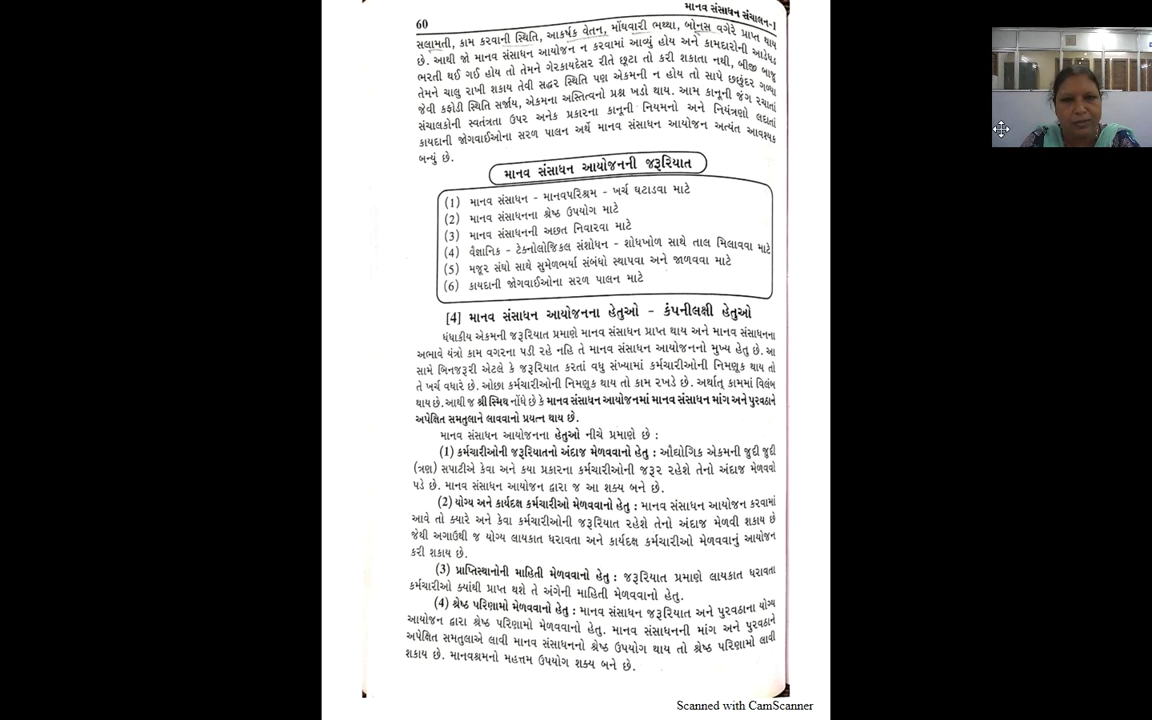 માનવ સંસાધન સંચાલન-I
60
સલામતી, કામ કરવાની સ્થિતિ, આકર્ષક વેતન, મોંઘવારી ભથ્થા, બોનસ વગેરે પ્રાપ્ત થાય
છે. આથી જો માનવ સંસાધન આયોજન ન કરવામાં આવ્યું હોય અને કામદારોની આડેધડ
ભરતી થઈ ગઈ હોય તો તેમને ગેરકાયદેસર રીતે છૂટા તો કરી શકાતા નથી, બીજી બાજુ
તેમને ચાલુ રાખી શકાય તેવી સદ્ધર સ્થિતિ પણ એકમની ન હોય તો સાપે છછુંદર ગળ્યા
જેવી કફોડી સ્થિતિ સર્જાય, એકમના અસ્તિત્વનો પ્રશ્ન ખડો થાય. આમ કાનૂની જંગ રચાતાં
સંચાલકોની સ્વતંત્રતા ઉપર અનેક પ્રકારના કાનૂની નિયમનો અને નિયંત્રણો લદાતાં
કાયદાની જોગવાઈઓના સરળ પાલન અર્થે માનવ સંસાધન આયોજન અત્યંત આવશ્યક
બન્યું છે.
માનવ સંસાધન આયોજનની જરૂરિયાત
(1) માનવ સંસાધન - માનવપરિશ્રમ - ખર્ચ ઘટાડવા માટે
(2) માનવ સંસાધનના શ્રેષ્ઠ ઉપયોગ માટે
(3) માનવ સંસાધનની અછત નિવારવા માટે
(4) વૈજ્ઞાનિક - ટેક્નોલોજિકલ સંશોધન - શોધખોળ સાથે તાલ મિલાવવા માટે
(5) મજૂર સંઘો સાથે સુમેળભર્યા સંબંધો સ્થાપવા અને જાળવવા માટે
(6) કાયદાની જોગવાઈઓના સરળ પાલન માટે
[4] માનવ સંસાધન આયોજનના હેતુઓ - કંપનીલક્ષી હેતુઓ
ધંધાકીય એકમની જરૂરિયાત પ્રમાણે માનવ સંસાધન પ્રાપ્ત થાય અને માનવ સંસાધનના
અભાવે યંત્રો કામ વગરના પડી રહે નહિ તે માનવ સંસાધન આયોજનનો મુખ્ય હેતુ છે. આ
સામે બિનજરૂરી એટલે કે જરૂરિયાત કરતાં વધુ સંખ્યામાં કર્મચારીઓની નિમણૂક થાય તો
તે ખર્ચ વધારે છે. ઓછા કર્મચારીઓની નિમણૂક થાય તો કામ રખડે છે. અર્થાત્ કામમાં વિલંબ
થાય છે. આથી જ શ્રી સ્મિથ નોંધે છે કે માનવ સંસાધન આયોજનમાં માનવ સંસાધન માંગ અને પુરવઠાને
અપેક્ષિત સમતુલાને લાવવાનો પ્રયત્ન થાય છે.
માનવ સંસાધન આયોજનના હેતુઓ નીચે પ્રમાણે છે :
(1) કર્મચારીઓની જરૂરિયાતનો અંદાજ મેળવવાનો હેતુ : ઔદ્યોગિક એકમની જુદી જુદી
(ત્રણ) સપાટીએ કેવા અને કયા પ્રકારના કર્મચારીઓની જરૂર રહેશે તેનો અંદાજ મેળવવો
પડે છે. માનવ સંસાધન આયોજન દ્વારા જ આ શક્ય બને છે.
(2) યોગ્ય અને કાર્યદક્ષ કર્મચારીઓ મેળવવાનો હેતુ : માનવ સંસાધન આયોજન કરવામાં
આવે તો ક્યારે અને કેવા કર્મચારીઓની જરૂરિયાત રહેશે તેનો અંદાજ મેળવી શકાય છે
જેથી અગાઉથી જ યોગ્ય લાયકાત ધરાવતા અને કાર્યદક્ષ કર્મચારીઓ મેળવવાનું આયોજન
કરી શકાય છે.
(3) પ્રાપ્તિસ્થાનોની માહિતી મેળવવાનો હેતુ : જરૂરિયાત પ્રમાણે લાયકાત ધરાવતા
કર્મચારીઓ ક્યાંથી પ્રાપ્ત થશે તે અંગેની માહિતી મેળવવાનો હેતુ.
(4) શ્રેષ્ઠ પરિણામો મેળવવાનો હેતુ : માનવ સંસાધન જરૂરિયાત અને પુરવઠાના યોગ્ય
આયોજન દ્વારા શ્રેષ્ઠ પરિણામો મેળવવાનો હેતુ. માનવ સંસાધનની માંગ અને પુરવઠાને
અપેક્ષિત સમતુલાએ લાવી માનવ સંસાધનનો શ્રેષ્ઠ ઉપયોગ થાય તો શ્રેષ્ઠ પરિણામો લાવી
શકાય છે. માનવશ્રમનો મહત્તમ ઉપયોગ શક્ય બને છે.
Scanned with CamScanner